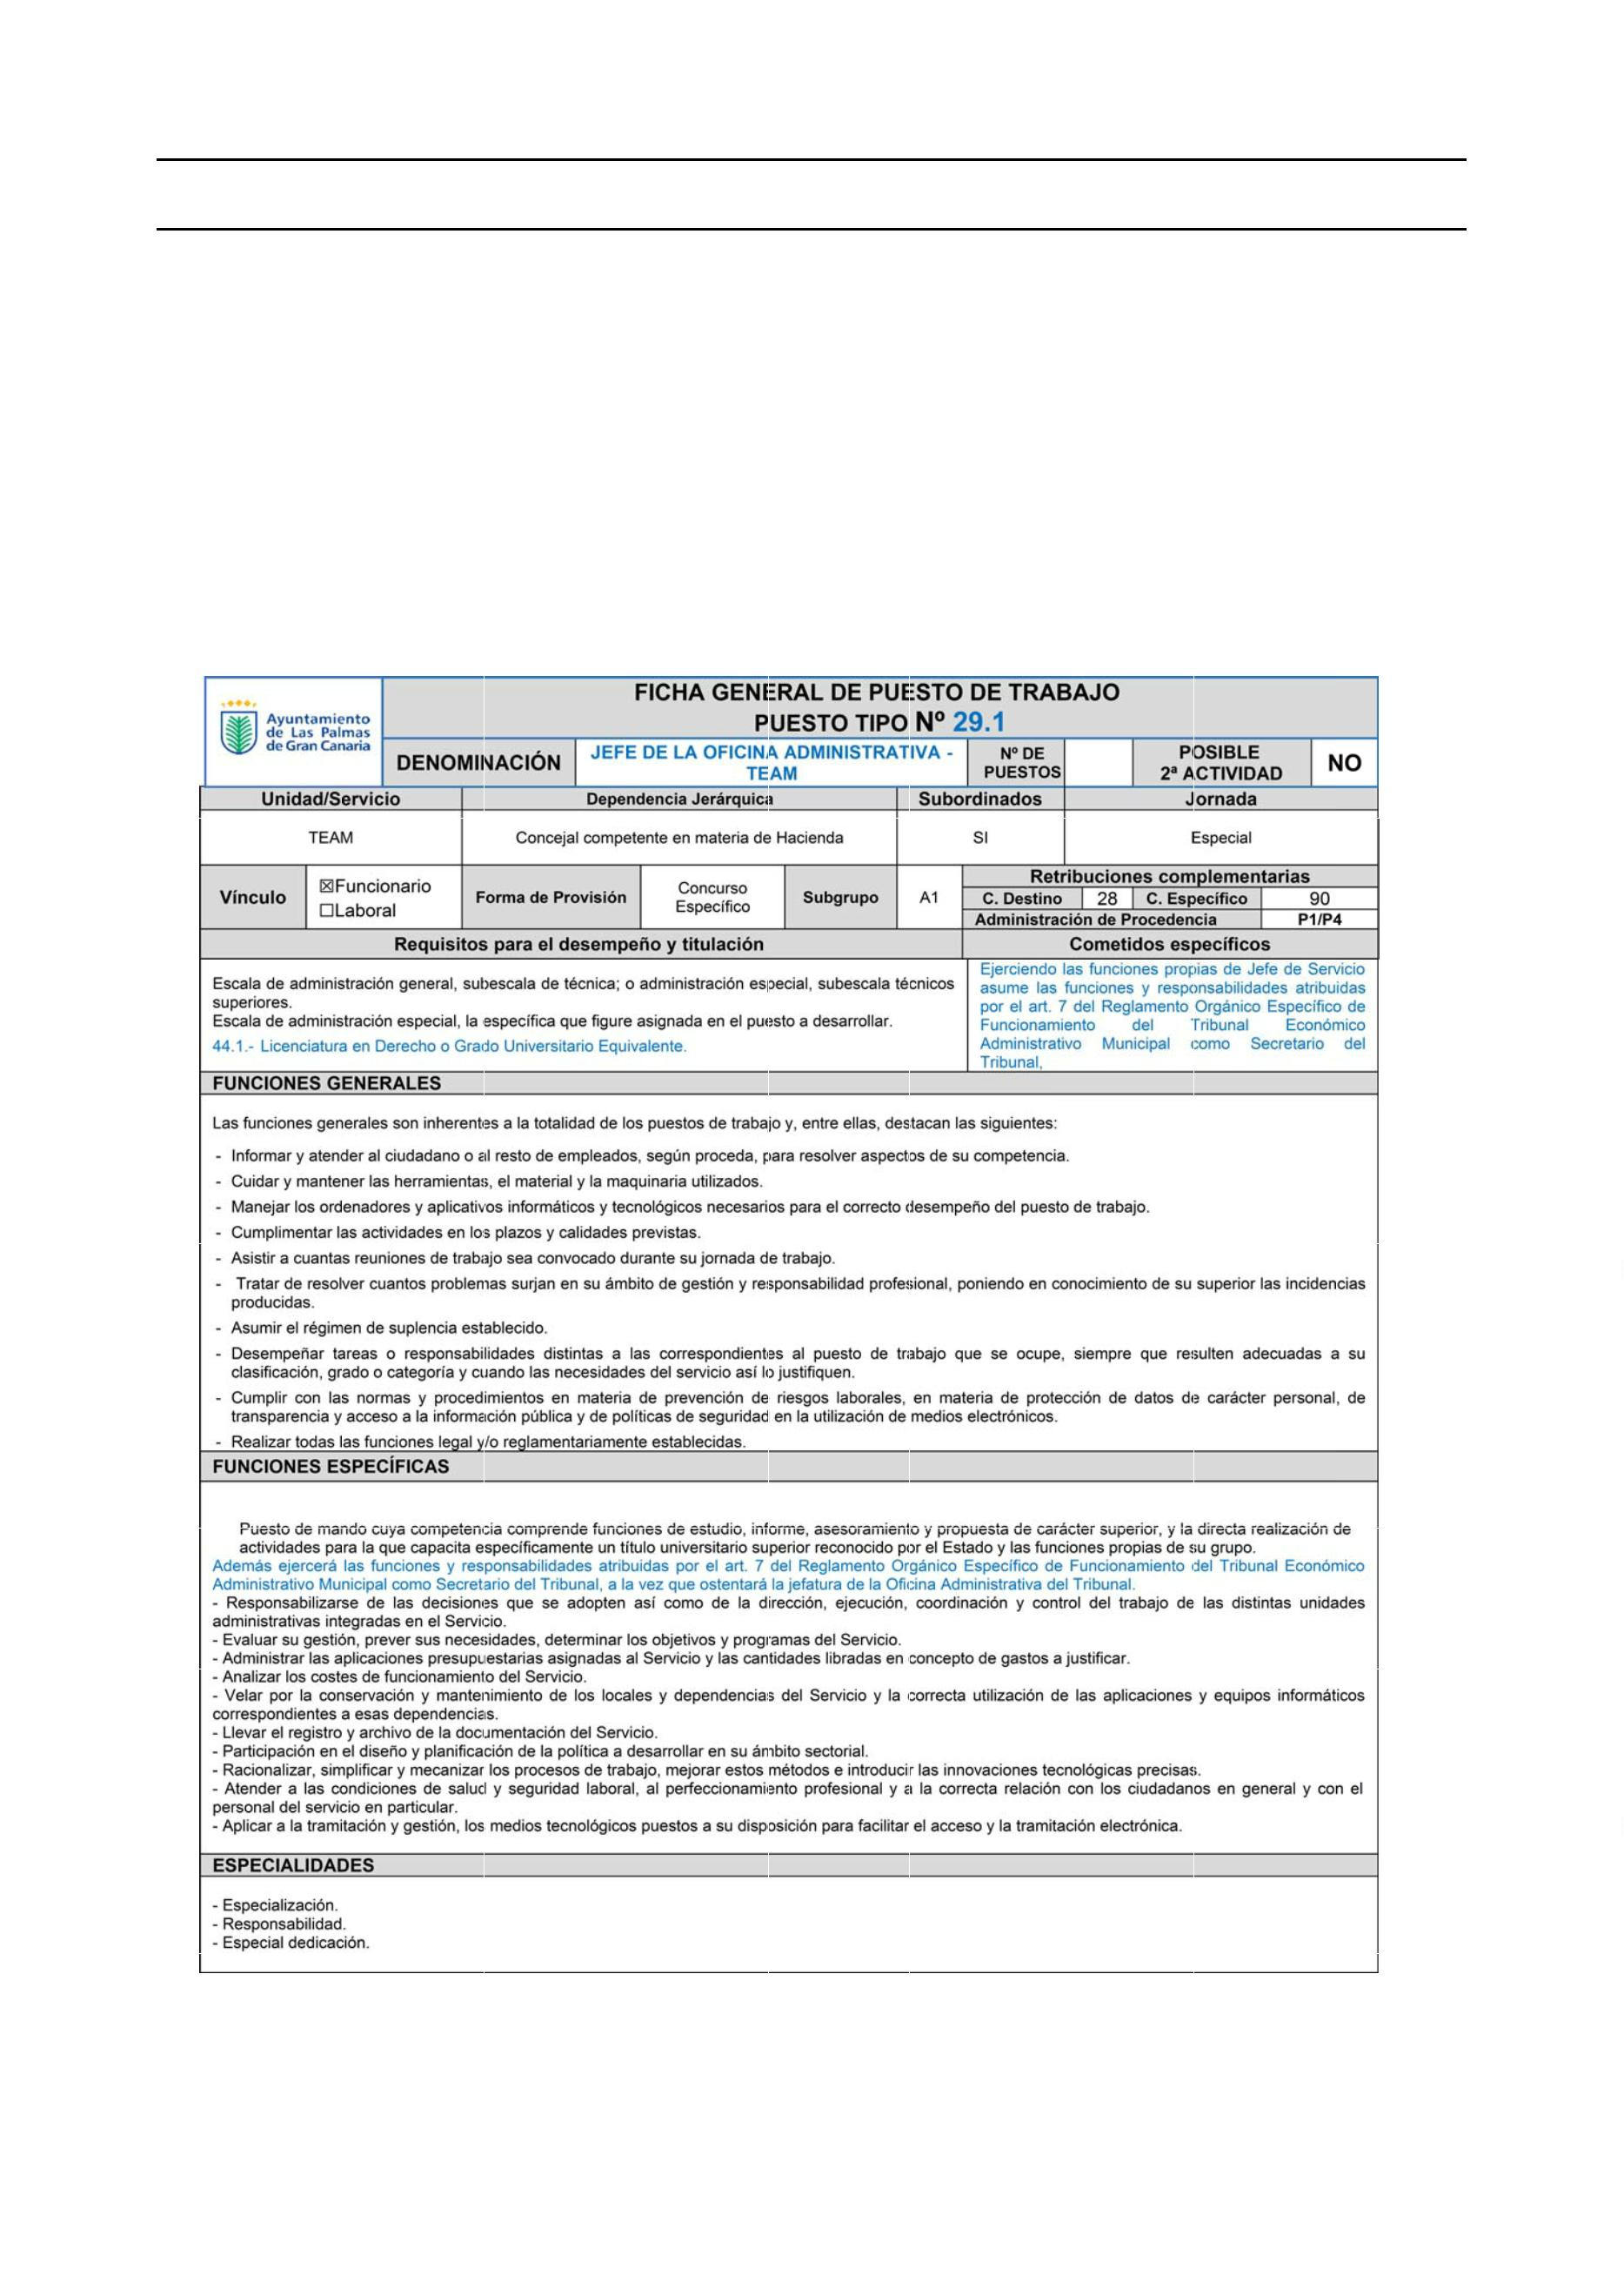 FICHA GENERAL DE PUESTO DE TRABAJO
PUESTO TIPO Nº 29.1
Ayuntamiento
de Las Palmas
de Gran Canaria
DENOMINACIÓN
JEFE DE LA OFICINA ADMINISTRATIVA -
TEAM
Nº DE
PUESTOS
POSIBLE
2ª ACTIVIDAD
NO
Unidad/Servicio
Dependencia Jerárquica
Subordinados
Jornada
TEAM
Concejal competente en materia de Hacienda
SI
Especial
Vínculo
☒Funcionario
☐Laboral
Forma de Provisión
Concurso
Específico
Subgrupo
A1
Retribuciones complementarias
C. Destino
28
C. Específico
90
Administración de Procedencia
P1/P4
Requisitos para el desempeño y titulación
Cometidos específicos
Escala de administración general, subescala de técnica; o administración especial, subescala técnicos
superiores.
Escala de administración especial, la específica que figure asignada en el puesto a desarrollar.
44.1.- Licenciatura en Derecho o Grado Universitario Equivalente.
Ejerciendo las funciones propias de Jefe de Servicio
asume las funciones y responsabilidades atribuidas
por el art. 7 del Reglamento Orgánico Específico de
Funcionamiento del Tribunal Económico
Administrativo Municipal como Secretario del
Tribunal,
FUNCIONES GENERALES
Las funciones generales son inherentes a la totalidad de los puestos de trabajo y, entre ellas, destacan las siguientes:
- Informar y atender al ciudadano o al resto de empleados, según proceda, para resolver aspectos de su competencia.
- Cuidar y mantener las herramientas, el material y la maquinaria utilizados.
- Manejar los ordenadores y aplicativos informáticos y tecnológicos necesarios para el correcto desempeño del puesto de trabajo.
- Cumplimentar las actividades en los plazos y calidades previstas.
- Asistir a cuantas reuniones de trabajo sea convocado durante su jornada de trabajo.
- Tratar de resolver cuantos problemas surjan en su ámbito de gestión y responsabilidad profesional, poniendo en conocimiento de su superior las incidencias
producidas.
- Asumir el régimen de suplencia establecido.
- Desempeñar tareas o responsabilidades distintas a las correspondientes al puesto de trabajo que se ocupe, siempre que resulten adecuadas a su
clasificación, grado o categoría y cuando las necesidades del servicio así lo justifiquen.
- Cumplir con las normas y procedimientos en materia de prevención de riesgos laborales, en materia de protección de datos de carácter personal, de
transparencia y acceso a la información pública y de políticas de seguridad en la utilización de medios electrónicos.
- Realizar todas las funciones legal y/o reglamentariamente establecidas.
FUNCIONES ESPECÍFICAS
Puesto de mando cuya competencia comprende funciones de estudio, informe, asesoramiento y propuesta de carácter superior, y la directa realización de
actividades para la que capacita específicamente un título universitario superior reconocido por el Estado y las funciones propias de su grupo.
Además ejercerá las funciones y responsabilidades atribuidas por el art. 7 del Reglamento Orgánico Específico de Funcionamiento del Tribunal Económico
Administrativo Municipal como Secretario del Tribunal, a la vez que ostentará la jefatura de la Oficina Administrativa del Tribunal.
- Responsabilizarse de las decisiones que se adopten así como de la dirección, ejecución, coordinación y control del trabajo de las distintas unidades
administrativas integradas en el Servicio.
- Evaluar su gestión, prever sus necesidades, determinar los objetivos y programas del Servicio.
- Administrar las aplicaciones presupuestarias asignadas al Servicio y las cantidades libradas en concepto de gastos a justificar.
- Analizar los costes de funcionamiento del Servicio.
- Velar por la conservación y mantenimiento de los locales y dependencias del Servicio y la correcta utilización de las aplicaciones y equipos informáticos
correspondientes a esas dependencias.
- Llevar el registro y archivo de la documentación del Servicio.
- Participación en el diseño y planificación de la política a desarrollar en su ámbito sectorial.
- Racionalizar, simplificar y mecanizar los procesos de trabajo, mejorar estos métodos e introducir las innovaciones tecnológicas precisas.
- Atender a las condiciones de salud y seguridad laboral, al perfeccionamiento profesional y a la correcta relación con los ciudadanos en general y con el
personal del servicio en particular.
- Aplicar a la tramitación y gestión, los medios tecnológicos puestos a su disposición para facilitar el acceso y la tramitación electrónica.
ESPECIALIDADES
- Especialización.
- Responsabilidad.
- Especial dedicación.